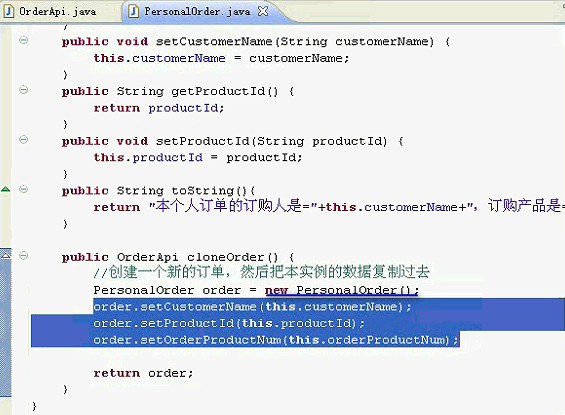 OrderApi.java PersonalOrder.java
}
public void setCustomerName(String customerName) {
this.customerName = customerName;
}
public String getProductId() {
return productId;
}
public void setProductId(String productId) {
this.productId = productId;
}
public String toString(){
return "本个人订单的订购人是="+this.customerName+", 订购产品是=
}
public OrderApi cloneOrder() {
//创建一个新的订单，然后把本实例的数据复制过去
PersonalOrder order = new PersonalOrder();
order.setCustomerName(this.customerName);
order.setProductId(this.productId);
order.setOrderProductNum(this.orderProductNum);
return order;
}
}